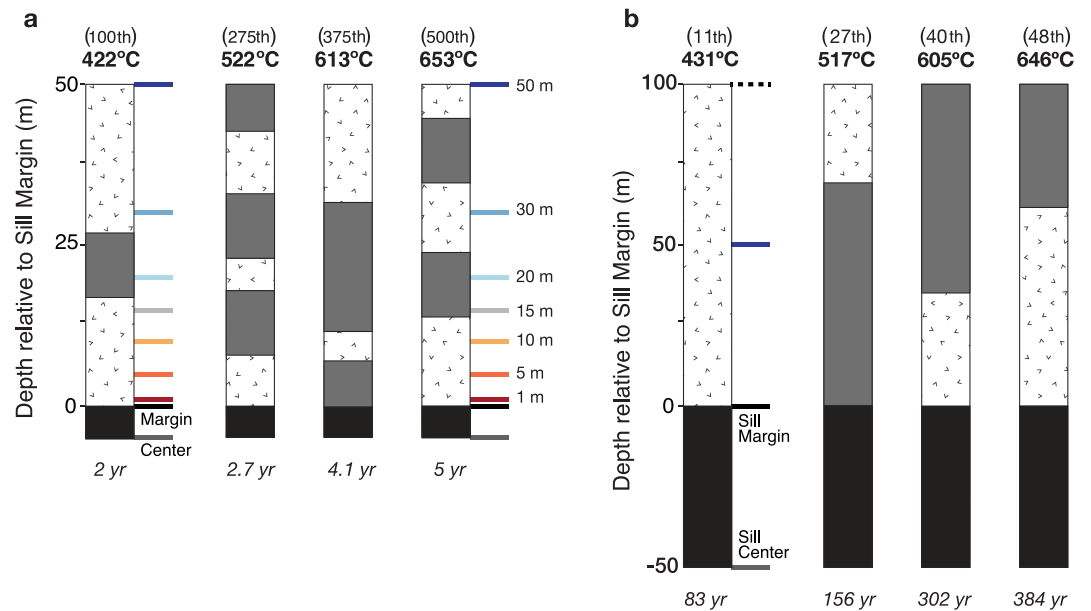 a
(100th) (275th) (375th) (500th)
422ºC 522ºC 613ºC 653ºC
50
50 m
30 m
25
20 m
15 m
10 m
5 m
1 m
0
Margin
Center
Depth relative to Sill Margin (m)
2 yr 2.7 yr 4.1 yr 5 yr
b
(11th) (27th) (40th) (48th)
431ºC 517ºC 605ºC 646ºC
100
50
0
Sill
Margin
Sill
Center
-50
Depth relative to Sill Margin (m)
83 yr 156 yr 302 yr 384 yr